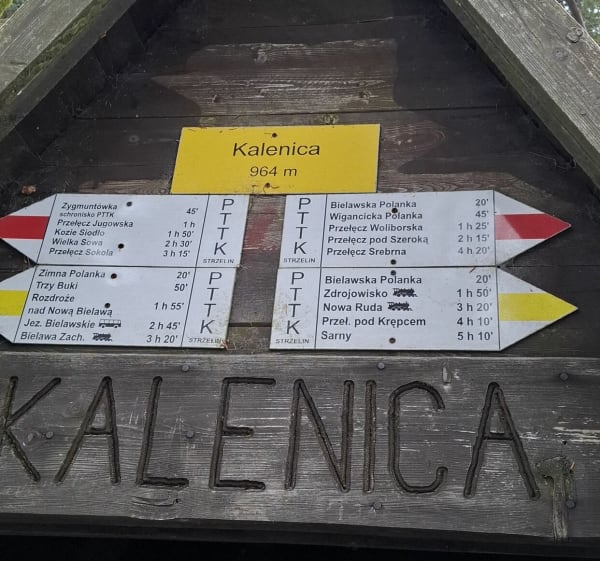 Kalenica
964 m
Zygmuntówka 45'
schronisko PTTK
Przełęcz Jugowska 1 h
Kozie Siodło 1 h 50'
Wielka Sowa 2 h 30'
Przełęcz Sokola 3 h 15'
PTTK
STRZELIN
PTTK
STRZELIN
Bielawska Polanka 20'
Wigancicka Polanka 45'
Przełęcz Woliborska 1 h 25'
Przełęcz pod Szeroką 2 h 15'
Przełęcz Srebrna 4 h 20'
Zimna Polanka 20'
Trzy Buki 50'
Rozdroże
nad Nową Bielawą 1 h 55'
Jez. Bielawskie 2 h 45'
Bielawa Zach. 3 h 20'
PTTK
STRZELIN
PTTK
STRZELIN
Bielawska Polanka 20'
Zdrojowisko 1 h 50'
Nowa Ruda 3 h 20'
Przeł. pod Krępcem 4 h 10'
Sarny 5 h 10'
KALENICA